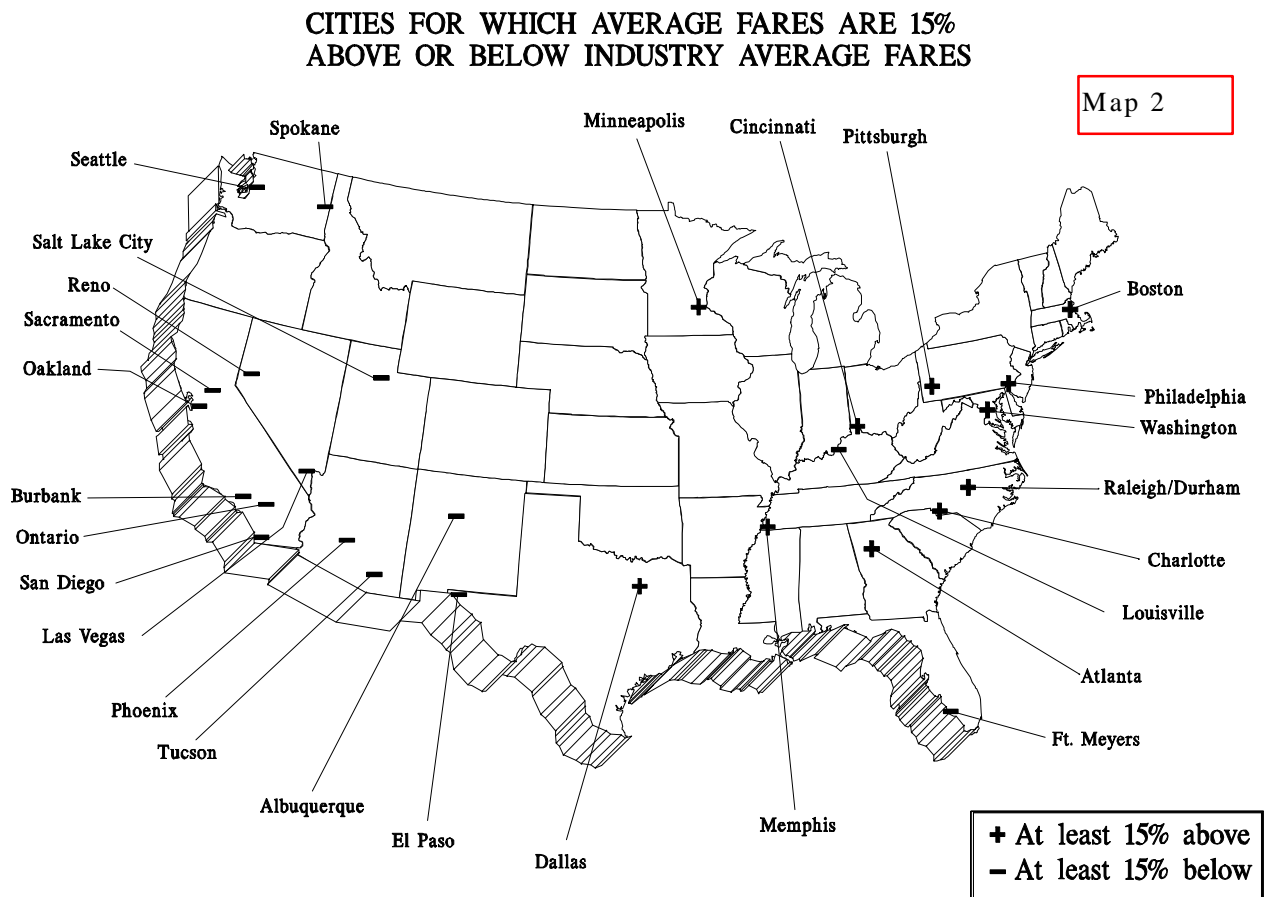 CITIES FOR WHICH AVERAGE FARES ARE 15%
ABOVE OR BELOW INDUSTRY AVERAGE FARES
Map 2
Minneapolis
Cincinnati
Pittsburgh
Spokane
Seattle
Salt Lake City
Reno
Sacramento
Oakland
Burbank
Ontario
San Diego
Las Vegas
Phoenix
Tucson
Albuquerque
El Paso
Dallas
Memphis
Boston
Philadelphia
Washington
Raleigh/Durham
Charlotte
Louisville
Atlanta
Ft. Meyers
+ At least 15% above
- At least 15% below